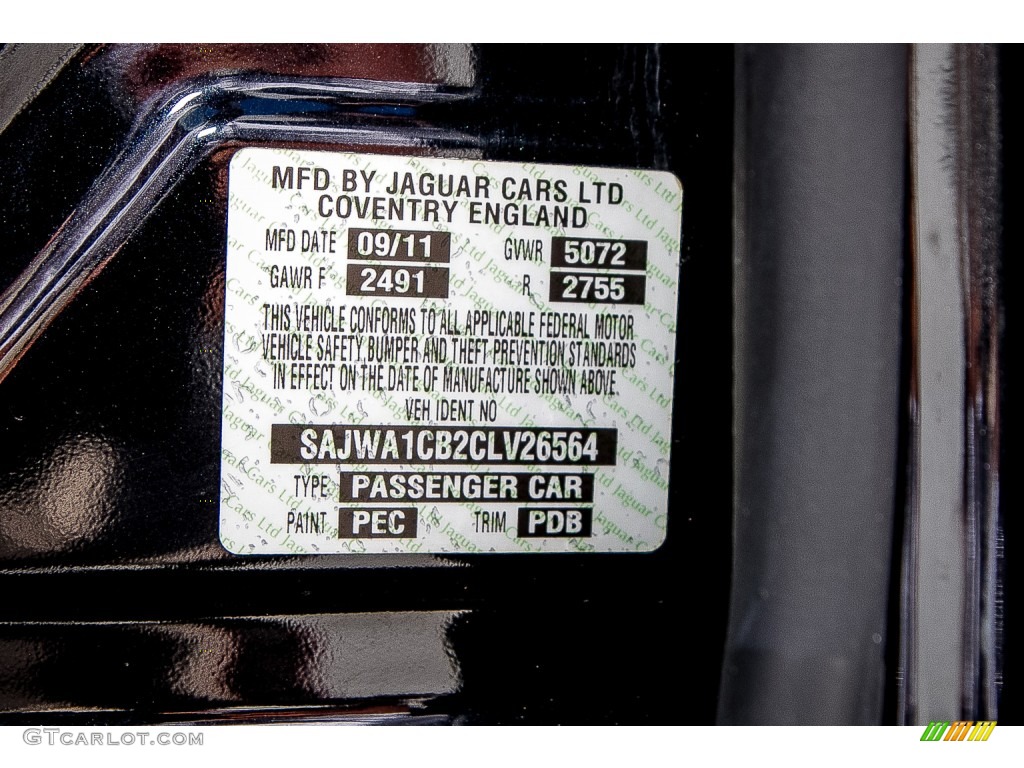 MFD BY JAGUAR CARS LTD
COVENTRY ENGLAND
MFD DATE 09/11 GVWR 5072
GAWR F 2491 R 2755
THIS VEHICLE CONFORMS TO ALL APPLICABLE FEDERAL MOTOR
VEHICLE SAFETY, BUMPER AND THEFT PREVENTION STANDARDS
IN EFFECT ON THE DATE OF MANUFACTURE SHOWN ABOVE.
VEH IDENT NO
SAJWA1CB2CLV26564
TYPE PASSENGER CAR
PAINT PEC TRIM PDB
GTCARLOT.COM